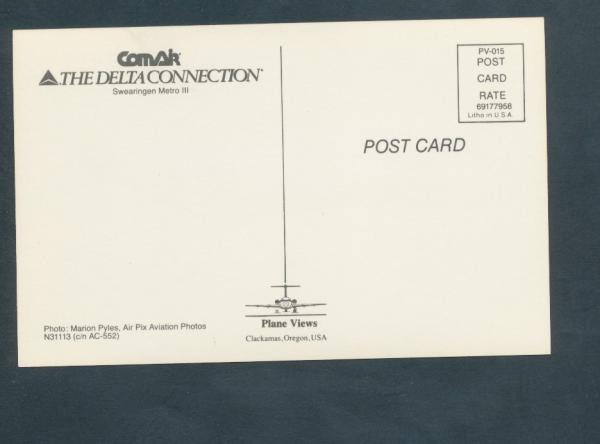 ComAir
THE DELTA CONNECTION
Swearingen Metro III
PV-015
POST
CARD
RATE
69177958
Litho in U.S.A.
POST CARD
Photo: Marion Pyles, Air Pix Aviation Photos
N31113 (c/n AC-552)
Plane Views
Clackamas, Oregon, USA